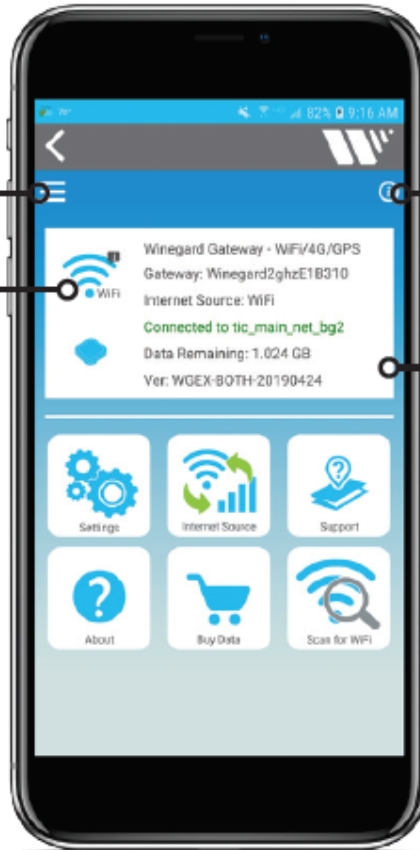 82% 9:16 AM
Winegard Gateway - WiFi/4G/GPS
Gateway: Winegard2ghzE1B310
WiFi
Internet Source: WiFi
Connected to tic_main_net_bg2
Data Remaining: 1.024 GB
Ver: WGEX-BOTH-20190424
Settings
Internet Source
Support
About
Buy Data
Scan for WiFi